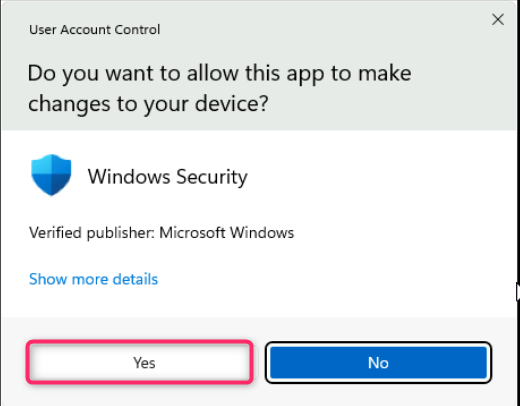 User Account Control
Do you want to allow this app to make
changes to your device?
Windows Security
Verified publisher: Microsoft Windows
Show more details
Yes
No